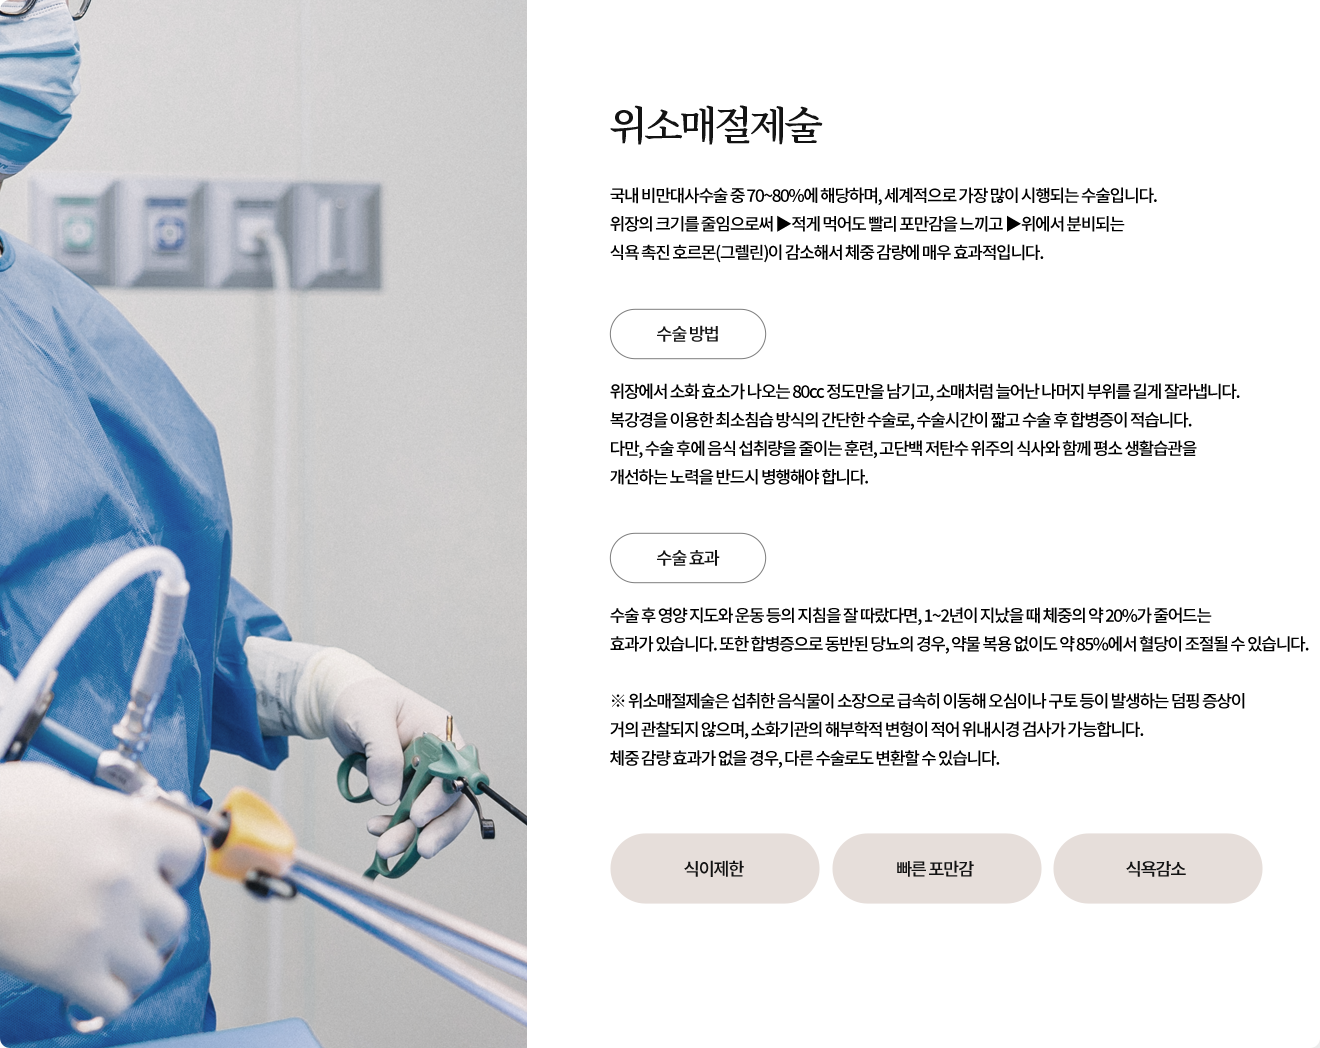 위소매절제술
국내 비만대사수술 중 70~80%에 해당하며, 세계적으로 가장 많이 시행되는 수술입니다.
위장의 크기를 줄임으로써 ▶적게 먹어도 빨리 포만감을 느끼고 ▶위에서 분비되는
식욕 촉진 호르몬(그렐린)이 감소해서 체중 감량에 매우 효과적입니다.
수술 방법
위장에서 소화 효소가 나오는 80cc 정도만을 남기고, 소매처럼 늘어난 나머지 부위를 길게 잘라냅니다.
복강경을 이용한 최소침습 방식의 간단한 수술로, 수술시간이 짧고 수술 후 합병증이 적습니다.
다만, 수술 후에 음식 섭취량을 줄이는 훈련, 고단백 저탄수 위주의 식사와 함께 평소 생활습관을
개선하는 노력을 반드시 병행해야 합니다.
수술 효과
수술 후 영양 지도와 운동 등의 지침을 잘 따랐다면, 1~2년이 지났을 때 체중의 약 20%가 줄어드는
효과가 있습니다. 또한 합병증으로 동반된 당뇨의 경우, 약물 복용 없이도 약 85%에서 혈당이 조절될 수 있습니다.
※ 위소매절제술은 섭취한 음식물이 소장으로 급속히 이동해 오심이나 구토 등이 발생하는 덤핑 증상이
거의 관찰되지 않으며, 소화기관의 해부학적 변형이 적어 위내시경 검사가 가능합니다.
체중 감량 효과가 없을 경우, 다른 수술로도 변환할 수 있습니다.
식이제한
빠른 포만감
식욕감소